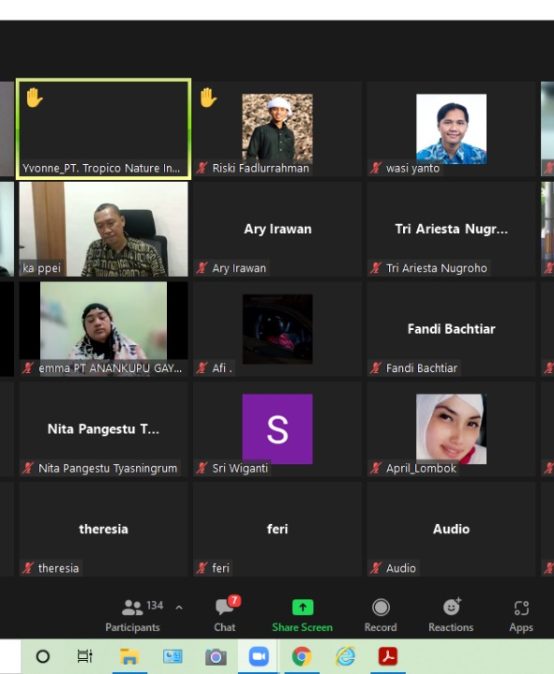 Yvonne_PT. Tropico Nature In...
Riski Fadlurrahman
wasi yanto
ka ppei
Ary Irawan
Ary Irawan
Tri Ariesta Nugr...
Tri Ariesta Nugroho
emma PT ANANKUPU GAY...
Afi .
Fandi Bachtiar
Fandi Bachtiar
Nita Pangestu T...
Nita Pangestu Tyasningrum
S
Sri Wiganti
April_Lombok
theresia
theresia
feri
feri
Audio
Audio
134
Participants
7
Chat
Share Screen
Record
Reactions
Apps